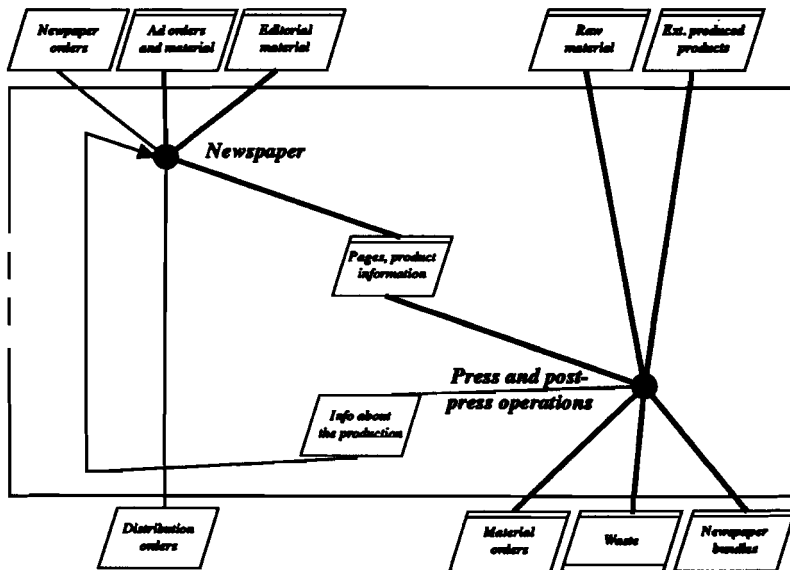 Newspaper
orders
Ad orders
and material
Editorial
material
Raw
material
Ext. produced
products
Newspaper
Pages, product
information
Press and post-
press operations
Info about
the production
Distribution
orders
Material
orders
Waste
Newspaper
bundles